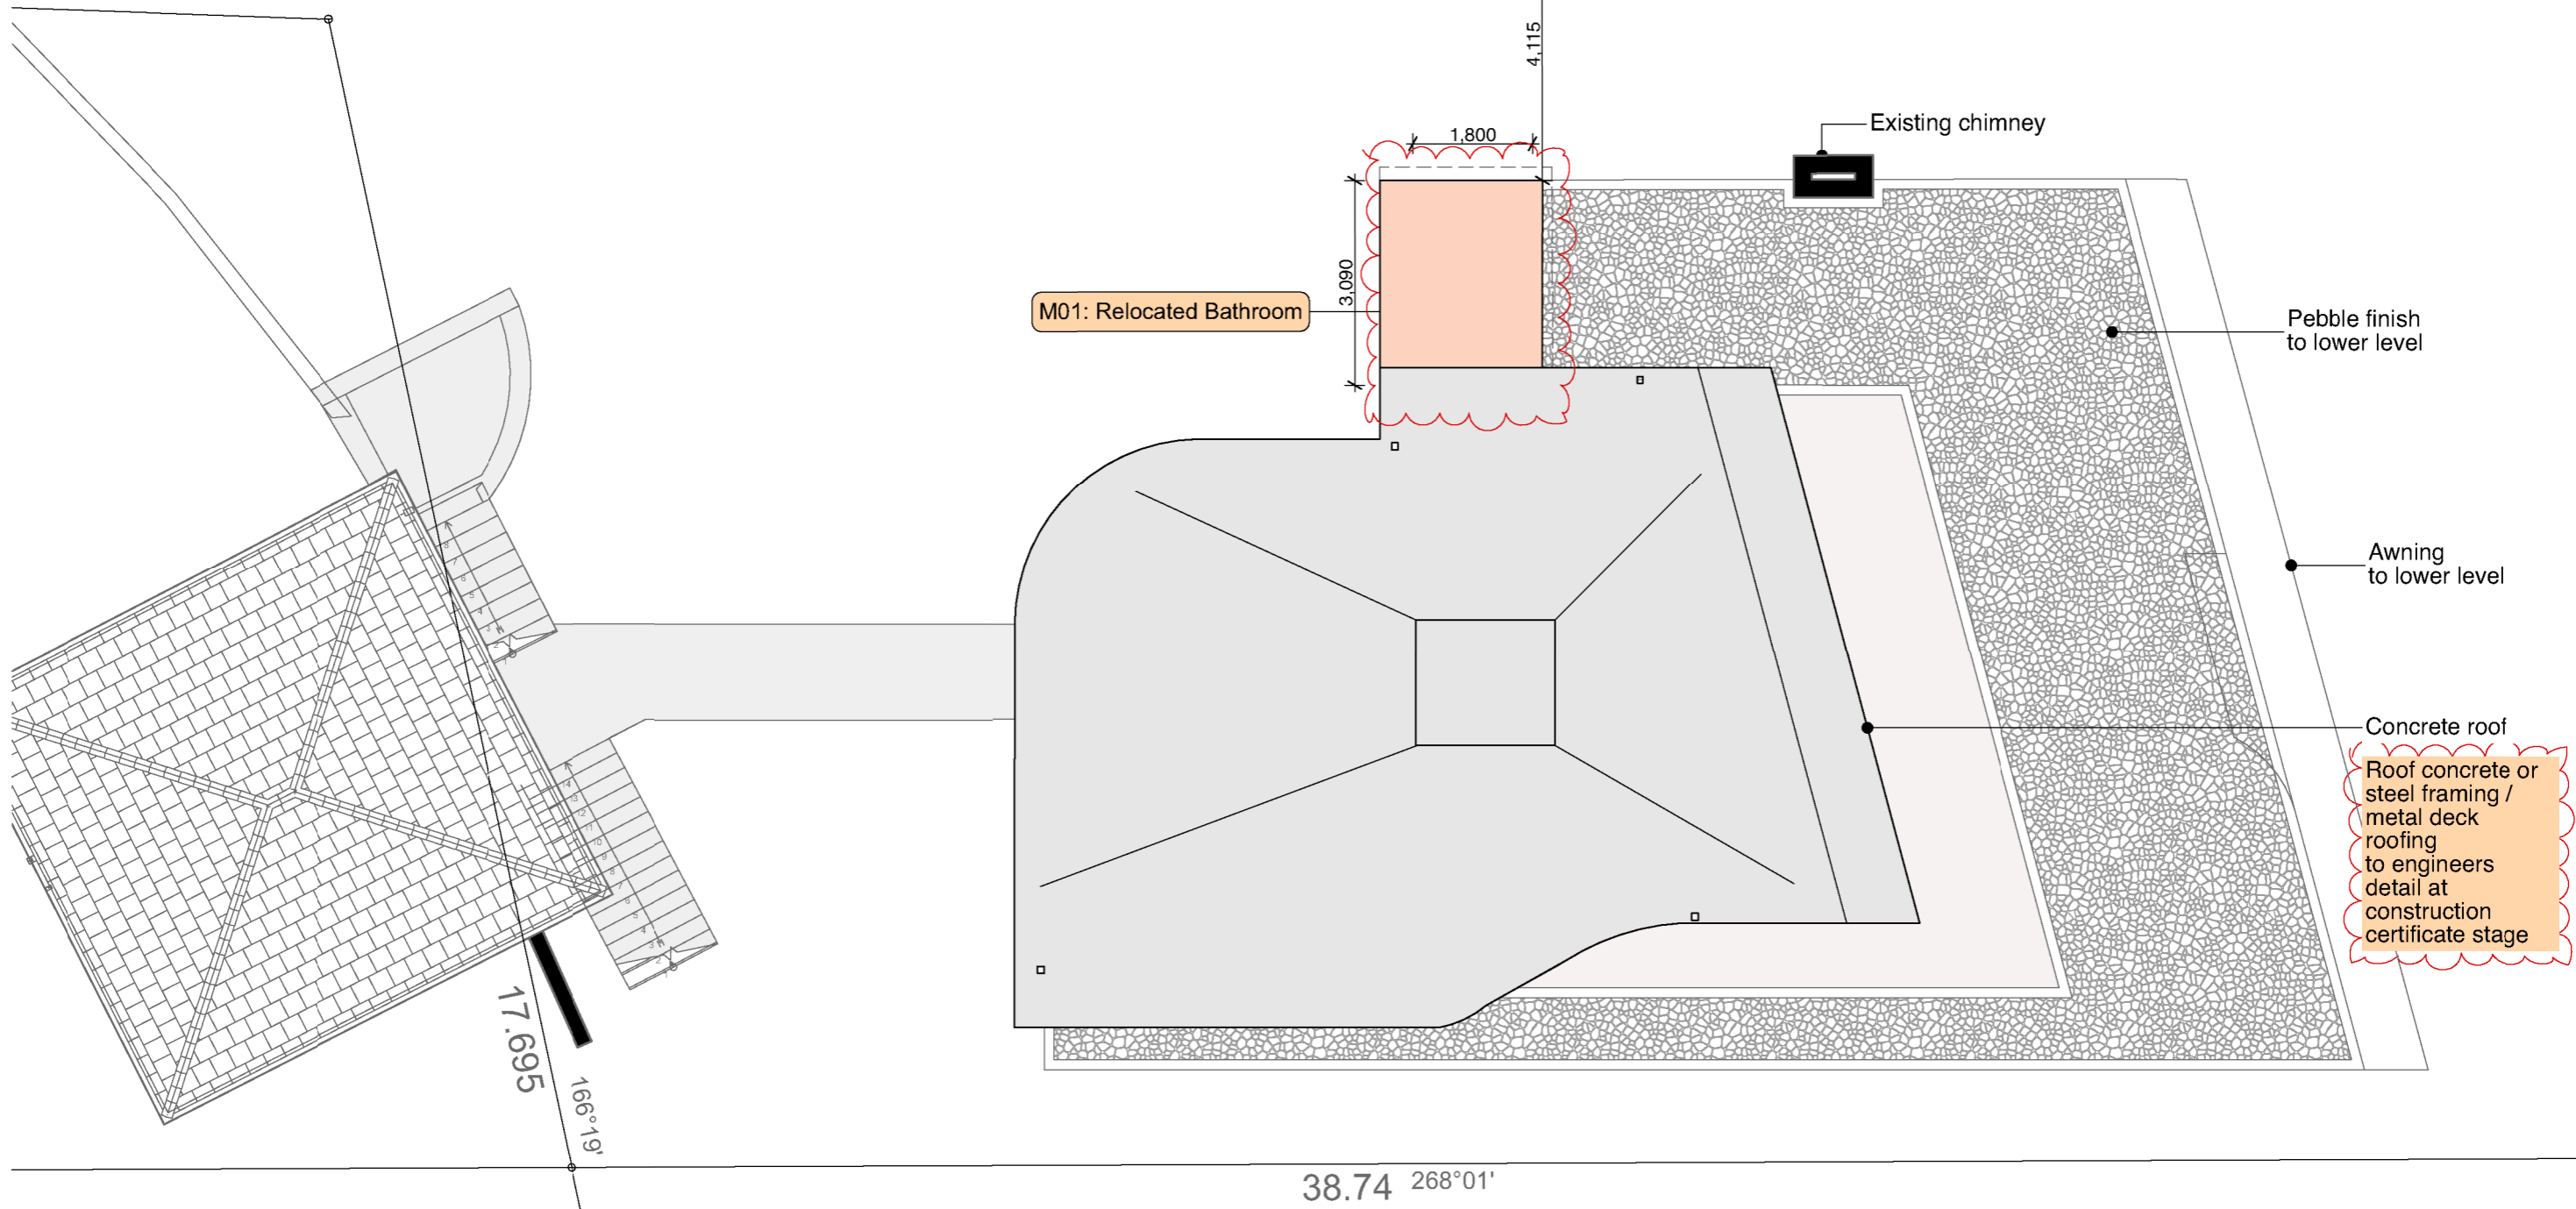 4,115
1,800
Existing chimney
3,090
M01: Relocated Bathroom
Pebble finish
to lower level
Awning
to lower level
Concrete roof
Roof concrete or
steel framing /
metal deck
roofing
to engineers
detail at
construction
certificate stage
17.695
166°19'
38.74 268°01'